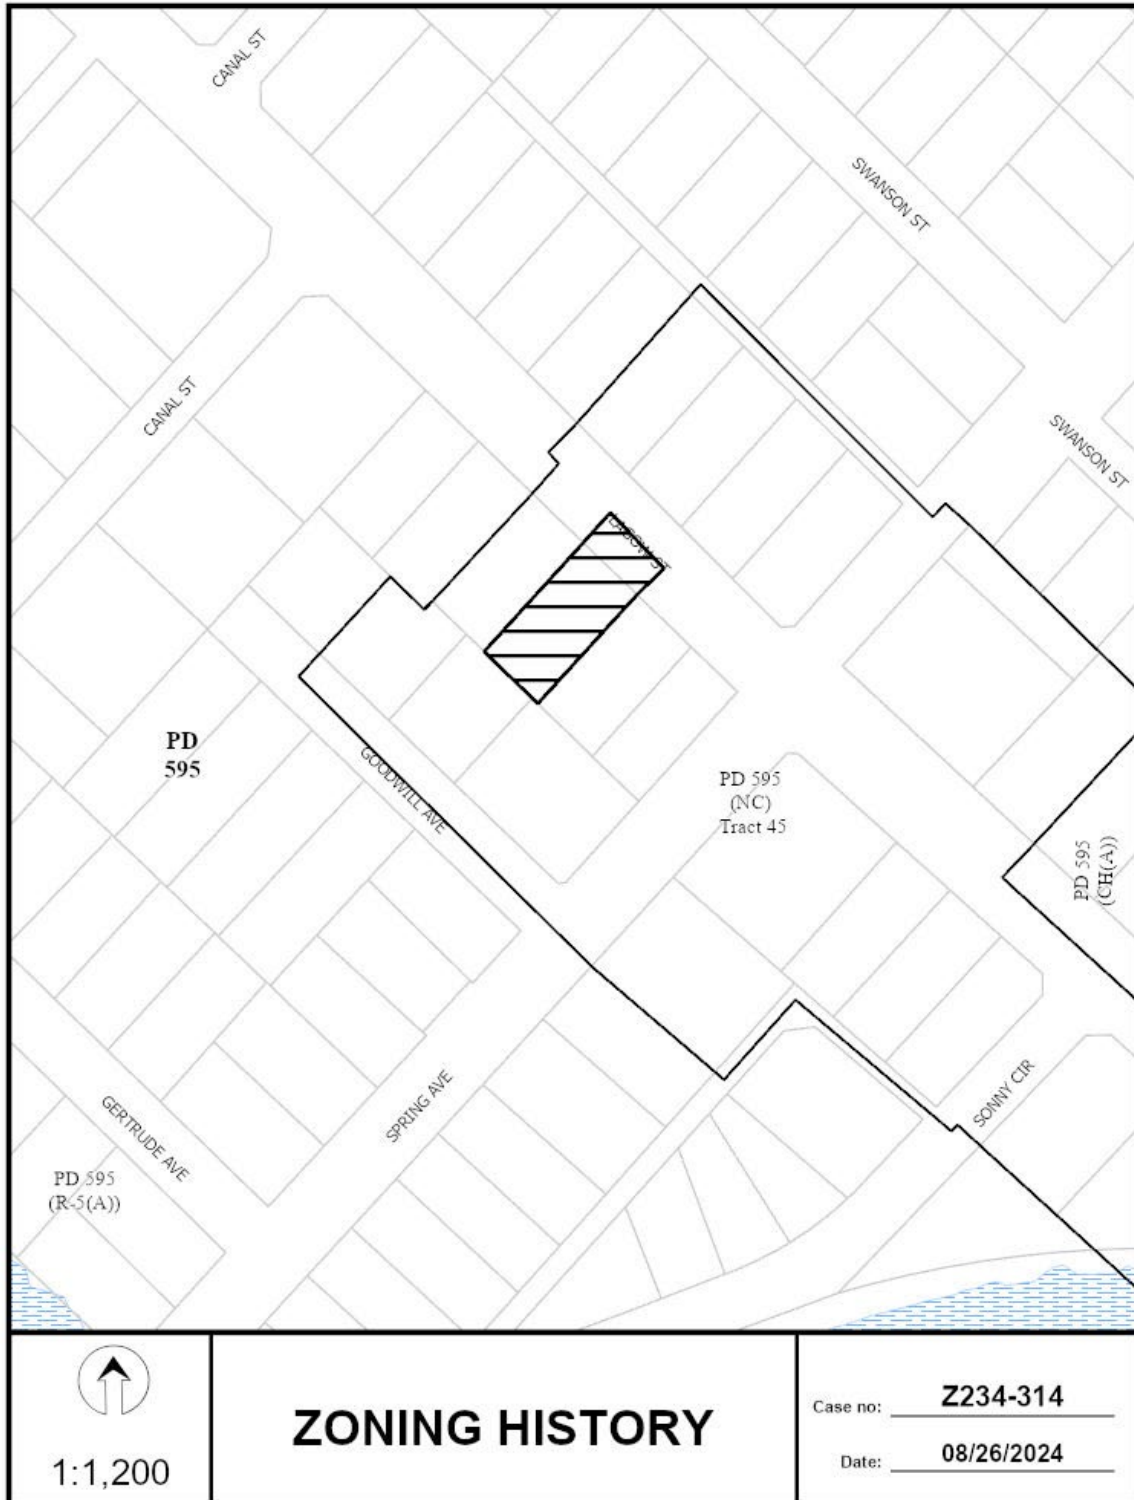 CANAL ST
SWANSON ST
CANAL ST
SWANSON ST
LAGOW ST
PD
595
GOODWILL AVE
PD 595
(NC)
Tract 45
PD 595
(CH(A))
SPRING AVE
SONNY CIR
GERTRUDE AVE
PD 595
(R-5(A))
1:1,200
ZONING HISTORY
Case no: Z234-314
Date: 08/26/2024